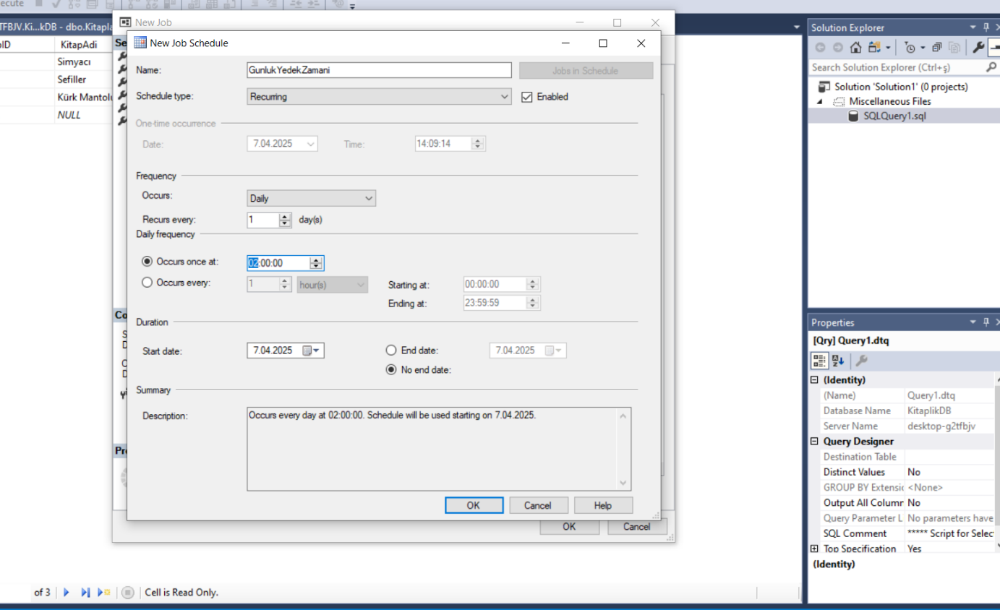 ecute
TFBJV.Ki...kDB - dbo.Kitapla
New Job
Solution Explorer
oID KitapAdi Se
New Job Schedule
Simyacı
Sefiller
Kürk Mantolu
NULL
Name: GunlukYedekZamani Jobs in Schedule
Schedule type: Recurring Enabled
One-time occurrence
Date: 7.04.2025 Time: 14:09:14
Frequency
Occurs: Daily
Recurs every: 1 day(s)
Daily frequency
Occurs once at: 02:00:00
Occurs every: 1 hour(s) Starting at: 00:00:00
Ending at: 23:59:59
Duration
Start date: 7.04.2025 End date: 7.04.2025
No end date:
Summary
Description: Occurs every day at 02:00:00. Schedule will be used starting on 7.04.2025.
OK Cancel Help
Co
S
D
C
D
Pr
OK Cancel
Search Solution Explorer (Ctrl+ş)
Solution 'Solution1' (0 projects)
Miscellaneous Files
SQLQuery1.sql
Properties
[Qry] Query1.dtq
(Identity)
(Name) Query1.dtq
Database Name KitaplikDB
Server Name desktop-g2tfbjv
Query Designer
Destination Table
Distinct Values No
GROUP BY Extensic <None>
Output All Columr No
Query Parameter L No parameters have
SQL Comment ***** Script for Selec
Top Specification Yes
(Identity)
of 3 Cell is Read Only.